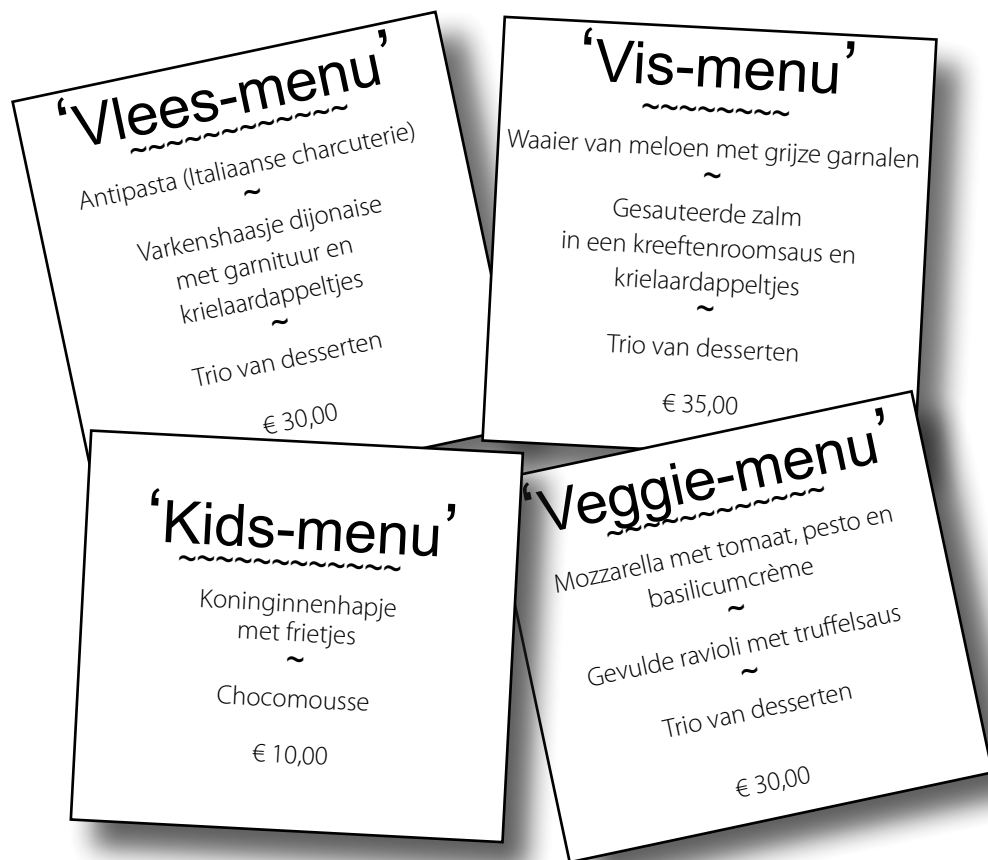 ‘Vlees-menu’
~~~~~~~~~~~
Antipasta (Italiaanse charcuterie)
~
Varkenshaasje dijonaise
met garnituur en
krielaardappeltjes
~
Trio van desserten
€ 30,00
‘Vis-menu’
~~~~~~~~
Waaier van meloen met grijze garnalen
~
Gesauteerde zalm
in een kreeftenroomsaus en
krielaardappeltjes
~
Trio van desserten
€ 35,00
‘Kids-menu’
~~~~~~~~~~~~
Koninginnenhapje
met frietjes
~
Chocomousse
€ 10,00
‘Veggie-menu’
~~~~~~~~~~~~
Mozzarella met tomaat, pesto en
basilicumcrème
~
Gevulde ravioli met truffelsaus
~
Trio van desserten
€ 30,00